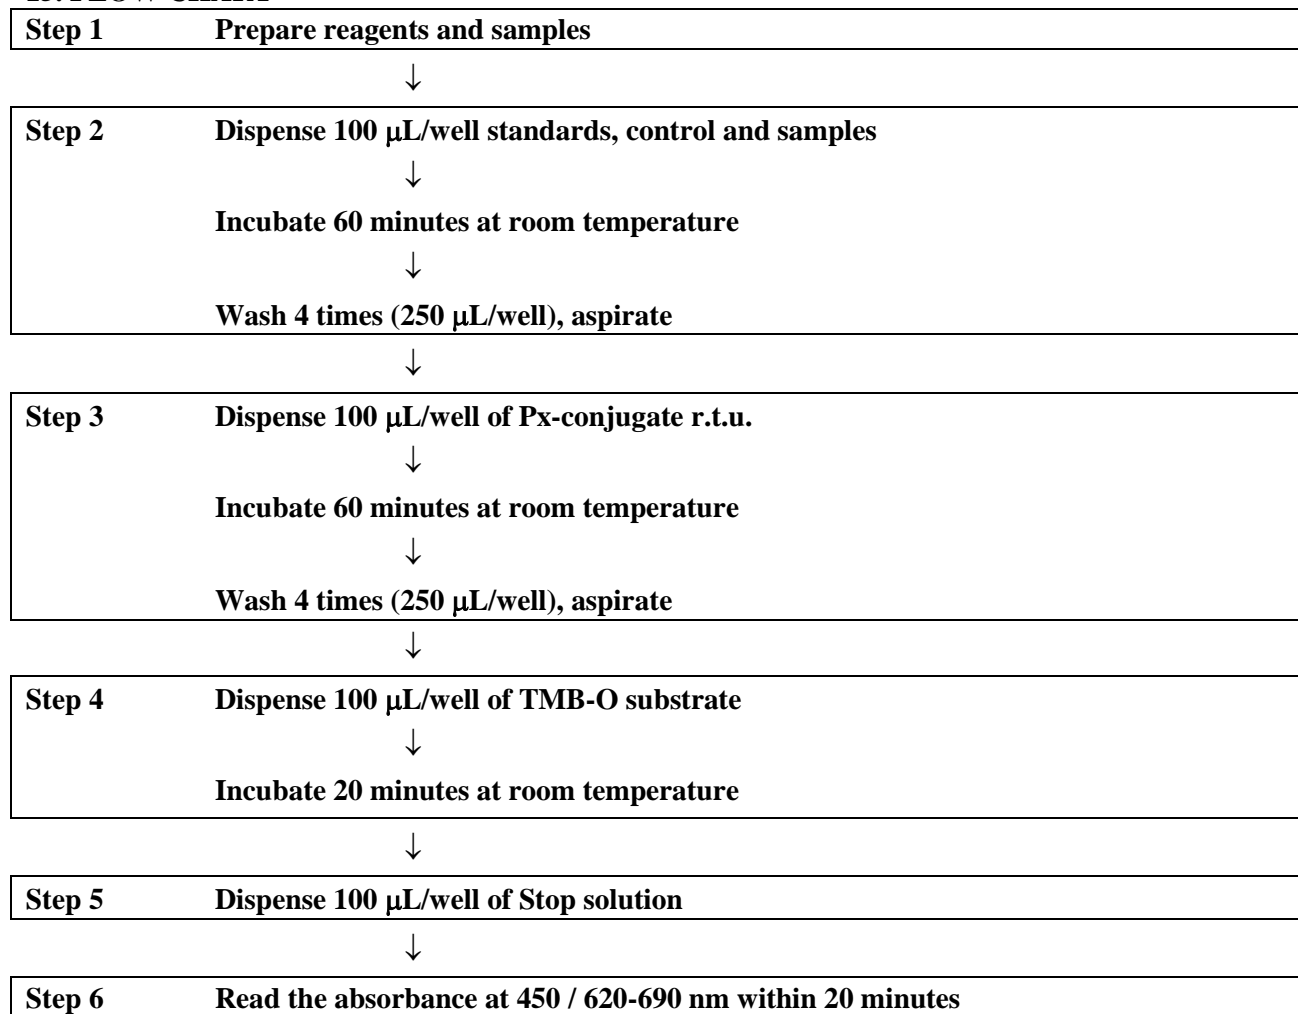 Step 1 Prepare reagents and samples
↓
Step 2 Dispense 100 μL/well standards, control and samples
↓
Incubate 60 minutes at room temperature
↓
Wash 4 times (250 μL/well), aspirate
↓
Step 3 Dispense 100 μL/well of Px-conjugate r.t.u.
↓
Incubate 60 minutes at room temperature
↓
Wash 4 times (250 μL/well), aspirate
↓
Step 4 Dispense 100 μL/well of TMB-O substrate
↓
Incubate 20 minutes at room temperature
↓
Step 5 Dispense 100 μL/well of Stop solution
↓
Step 6 Read the absorbance at 450 / 620-690 nm within 20 minutes